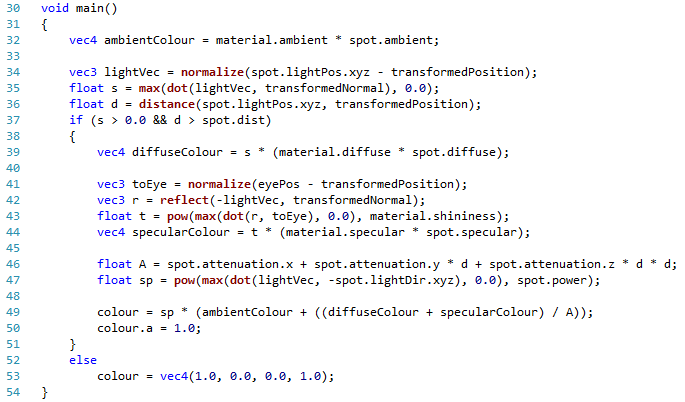 30 void main()
31 {
32     vec4 ambientColour = material.ambient * spot.ambient;
33
34     vec3 lightVec = normalize(spot.lightPos.xyz - transformedPosition);
35     float s = max(dot(lightVec, transformedNormal), 0.0);
36     float d = distance(spot.lightPos.xyz, transformedPosition);
37     if (s > 0.0 && d > spot.dist)
38     {
39         vec4 diffuseColour = s * (material.diffuse * spot.diffuse);
40
41         vec3 toEye = normalize(eyePos - transformedPosition);
42         vec3 r = reflect(-lightVec, transformedNormal);
43         float t = pow(max(dot(r, toEye), 0.0), material.shininess);
44         vec4 specularColour = t * (material.specular * spot.specular);
45
46         float A = spot.attenuation.x + spot.attenuation.y * d + spot.attenuation.z * d * d;
47         float sp = pow(max(dot(lightVec, -spot.lightDir.xyz), 0.0), spot.power);
48
49         colour = sp * (ambientColour + ((diffuseColour + specularColour) / A));
50         colour.a = 1.0;
51     }
52     else
53         colour = vec4(1.0, 0.0, 0.0, 1.0);
54 }